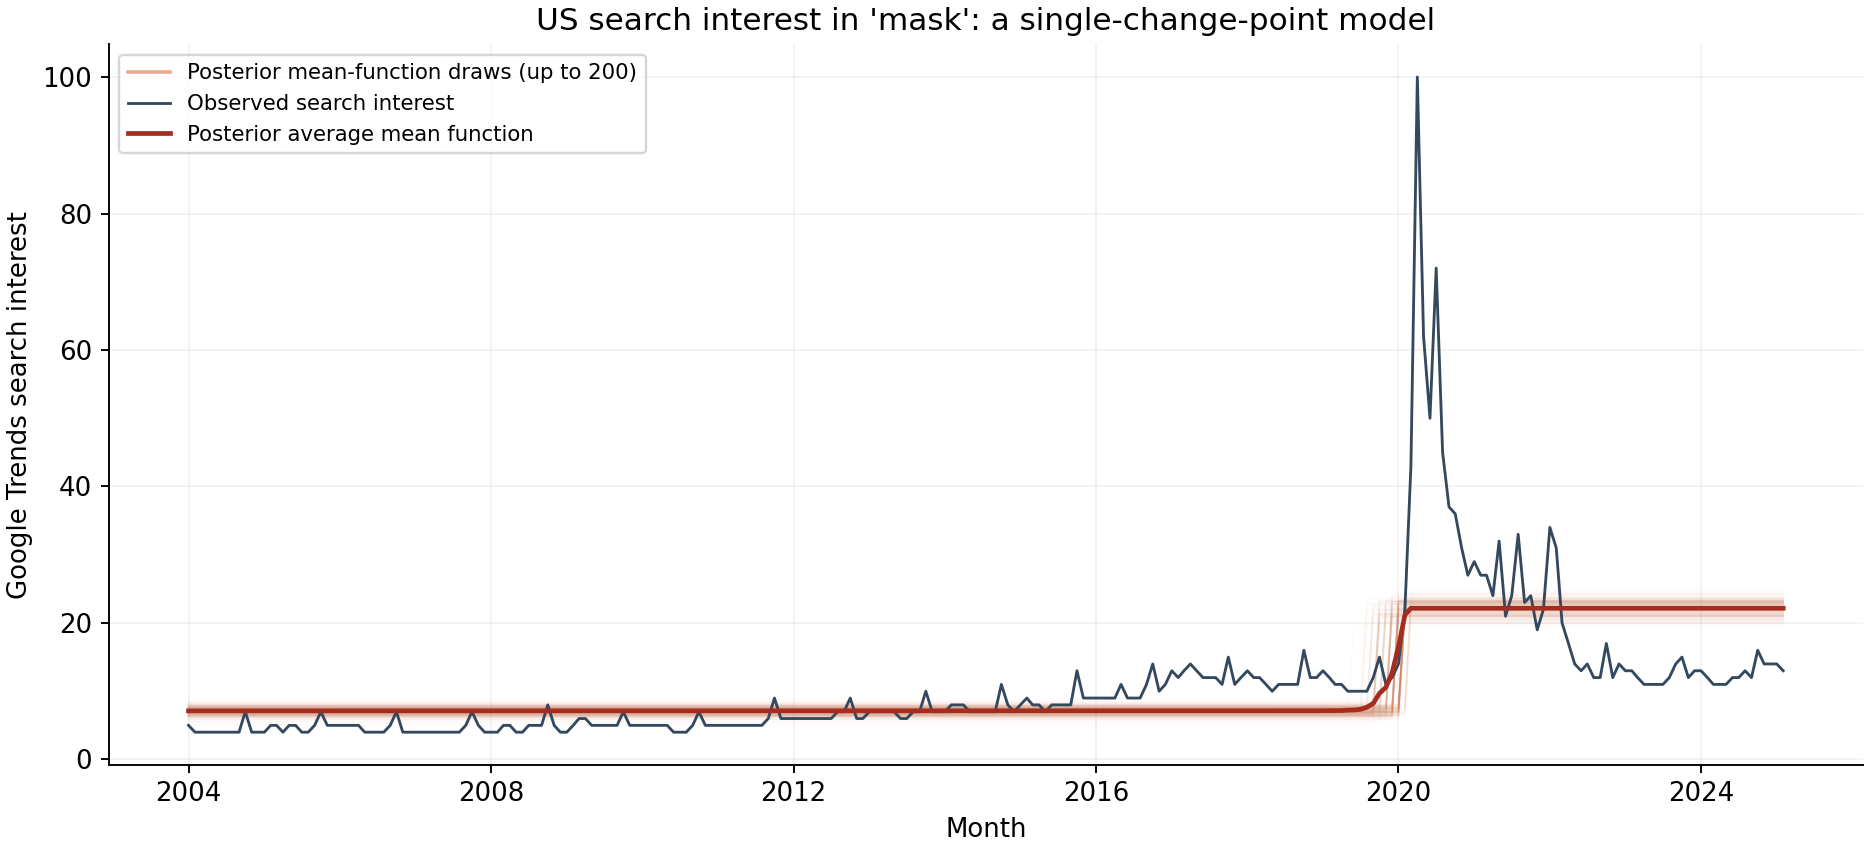 US search interest in 'mask': a single-change-point model
Posterior mean-function draws (up to 200)
Observed search interest
Posterior average mean function
Google Trends search interest
100
80
60
40
20
0
2004 2008 2012 2016 2020 2024
Month